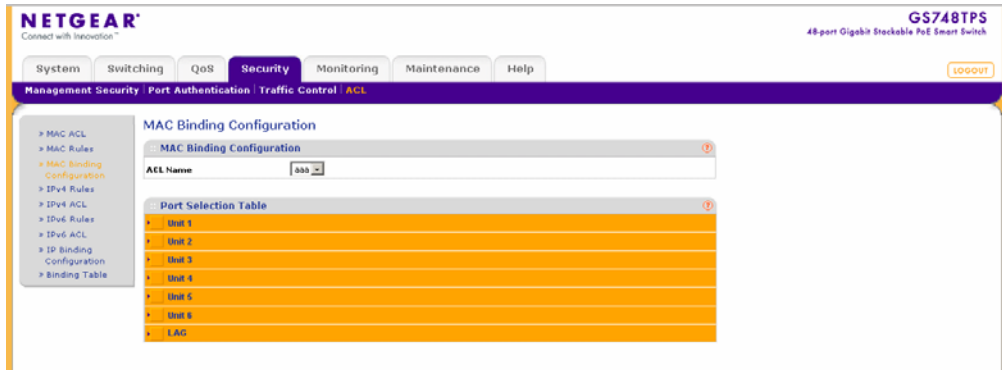 NETGEAR
Connect with Innovation™
GS748TPS
48-port Gigabit Stackable PoE Smart Switch
System Switching QoS Security Monitoring Maintenance Help
LOGOUT
Management Security | Port Authentication | Traffic Control | ACL
» MAC ACL
» MAC Rules
» MAC Binding
Configuration
» IPv4 Rules
» IPv4 ACL
» IPv6 Rules
» IPv6 ACL
» IP Binding
Configuration
» Binding Table
MAC Binding Configuration
MAC Binding Configuration ?
ACL Name aaa
Port Selection Table ?
Unit 1
Unit 2
Unit 3
Unit 4
Unit 5
Unit 6
LAG